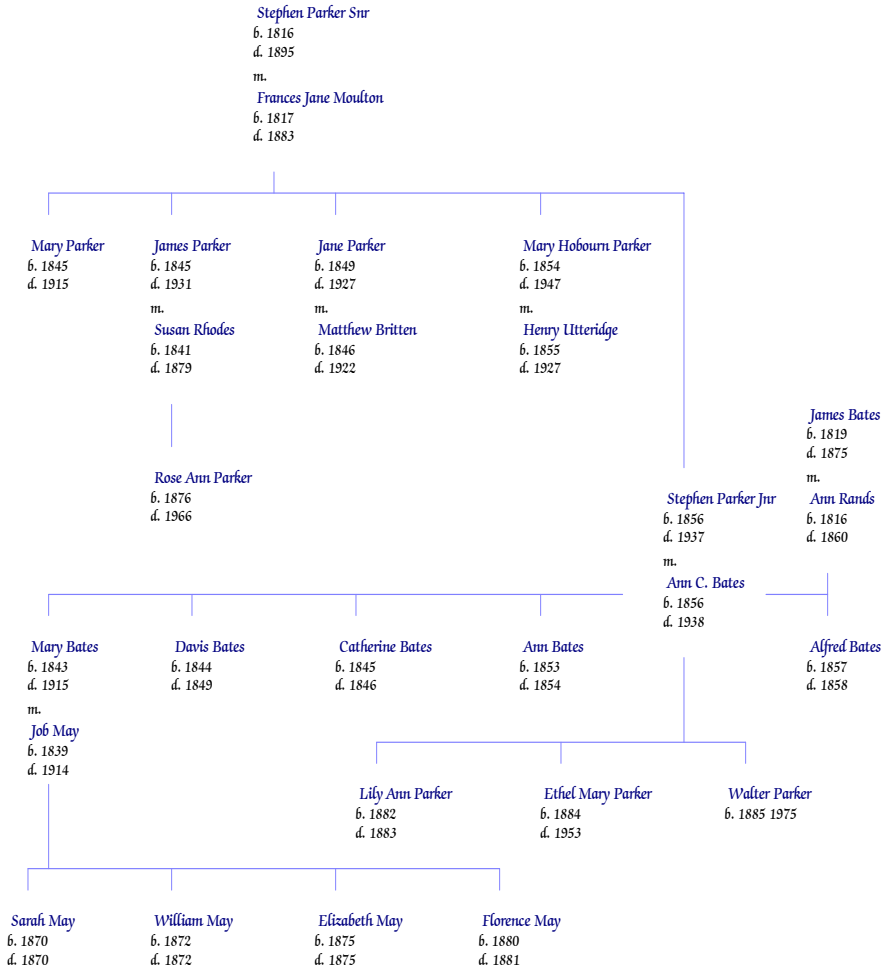 Stephen Parker Snr
b. 1816
d. 1895
m.
Frances Jane Moulton
b. 1817
d. 1883
Mary Parker
b. 1845
d. 1915
James Parker
b. 1845
d. 1931
m.
Susan Rhodes
b. 1841
d. 1879
Jane Parker
b. 1849
d. 1927
m.
Matthew Britten
b. 1846
d. 1922
Mary Hobourn Parker
b. 1854
d. 1947
m.
Henry Utteridge
b. 1855
d. 1927
James Bates
b. 1819
d. 1875
m.
Ann Rands
b. 1816
d. 1860
Rose Ann Parker
b. 1876
d. 1966
Stephen Parker Jnr
b. 1856
d. 1937
m.
Ann C. Bates
b. 1856
d. 1938
Mary Bates
b. 1843
d. 1915
m.
Job May
b. 1839
d. 1914
Davis Bates
b. 1844
d. 1849
Catherine Bates
b. 1845
d. 1846
Ann Bates
b. 1853
d. 1854
Alfred Bates
b. 1857
d. 1858
Lily Ann Parker
b. 1882
d. 1883
Ethel Mary Parker
b. 1884
d. 1953
Walter Parker
b. 1885 1975
Sarah May
b. 1870
d. 1870
William May
b. 1872
d. 1872
Elizabeth May
b. 1875
d. 1875
Florence May
b. 1880
d. 1881